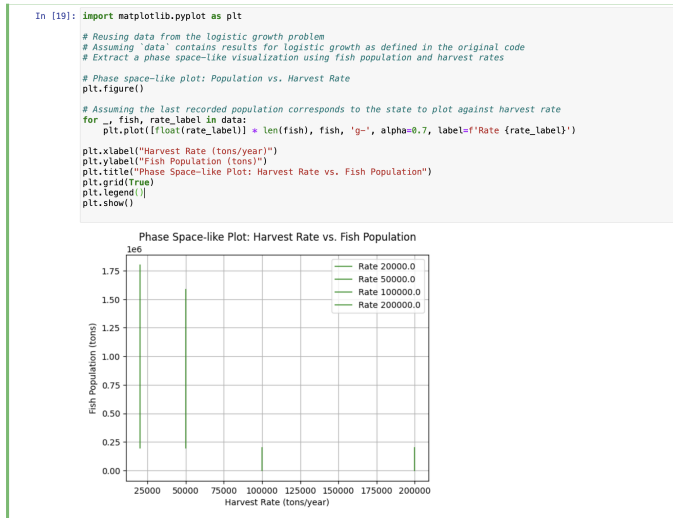 In [19]: import matplotlib.pyplot as plt
# Reusing data from the logistic growth problem
# Assuming `data` contains results for logistic growth as defined in the original code
# Extract a phase space-like visualization using fish population and harvest rates
# Phase space-like plot: Population vs. Harvest Rate
plt.figure()
# Assuming the last recorded population corresponds to the state to plot against harvest rate
for _, fish, rate_label in data:
    plt.plot([float(rate_label)] * len(fish), fish, 'g-', alpha=0.7, label=f'Rate {rate_label}')
plt.xlabel("Harvest Rate (tons/year)")
plt.ylabel("Fish Population (tons)")
plt.title("Phase Space-like Plot: Harvest Rate vs. Fish Population")
plt.grid(True)
plt.legend()
plt.show()
Phase Space-like Plot: Harvest Rate vs. Fish Population
1e6
Rate 20000.0
Rate 50000.0
Rate 100000.0
Rate 200000.0
1.75
1.50
1.25
1.00
0.75
0.50
0.25
0.00
Fish Population (tons)
25000 50000 75000 100000 125000 150000 175000 200000
Harvest Rate (tons/year)